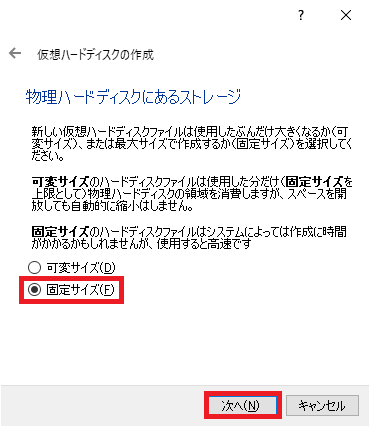 ?
仮想ハードディスクの作成
物理ハードディスクにあるストレージ
新しい仮想ハードディスクファイルは使用したぶんだけ大きくなるか(可
変サイズ)、または最大サイズで作成するか(固定サイズ)を選択してく
ださい。
可変サイズのハードディスクファイルは使用した分だけ(固定サイズを
上限として)物理ハードディスクの領域を消費しますが、スペースを開
放しても自動的に縮小はしません。
固定サイズのハードディスクファイルはシステムによっては作成に時間
がかかるかもしれませんが、使用すると高速です
可変サイズ(D)
固定サイズ(F)
次へ(N)
キャンセル